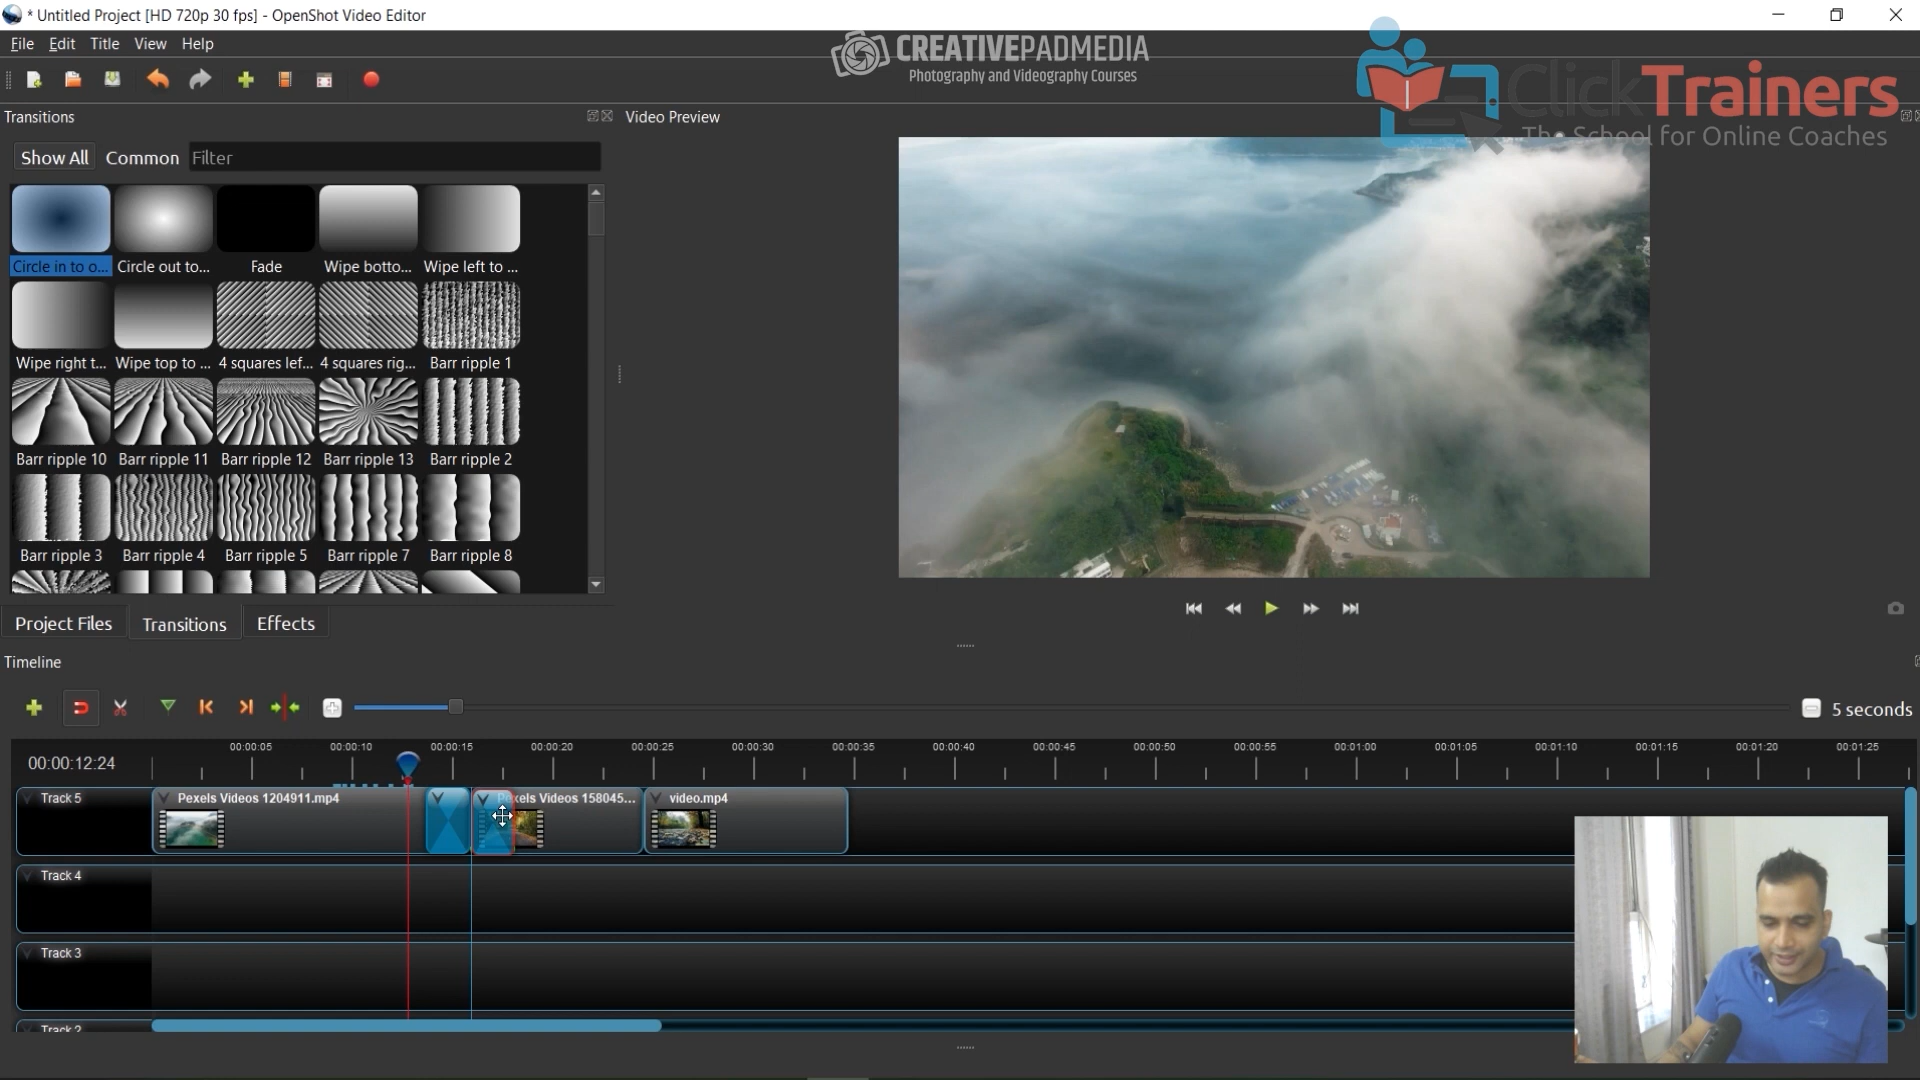 * Untitled Project [HD 720p 30 fps] - OpenShot Video Editor
File Edit Title View Help
CREATIVEPADMEDIA
Photography and Videography Courses
ClickTrainers
The School for Online Coaches
Transitions
Video Preview
Show All Common Filter
Circle in to o... Circle out to... Fade Wipe botto... Wipe left to ...
Wipe right t... Wipe top to ... 4 squares lef... 4 squares rig... Barr ripple 1
Barr ripple 10 Barr ripple 11 Barr ripple 12 Barr ripple 13 Barr ripple 2
Barr ripple 3 Barr ripple 4 Barr ripple 5 Barr ripple 7 Barr ripple 8
Project Files Transitions Effects
Timeline
5 seconds
00:00:12:24
00:00:05 00:00:10 00:00:15 00:00:20 00:00:25 00:00:30 00:00:35 00:00:40 00:00:45 00:00:50 00:00:55 00:01:00 00:01:05 00:01:10 00:01:15 00:01:20 00:01:25
Track 5 Pexels Videos 1204911.mp4 Pexels Videos 158045... video.mp4
Track 4
Track 3
Track 2